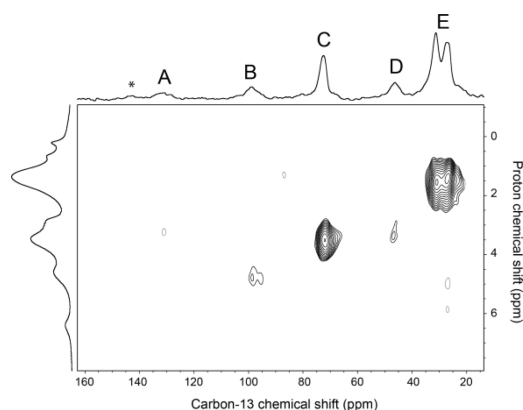 E
C
*
A
B
D
0
2
4
6
Proton chemical shift (ppm)
160 140 120 100 80 60 40 20
Carbon-13 chemical shift (ppm)